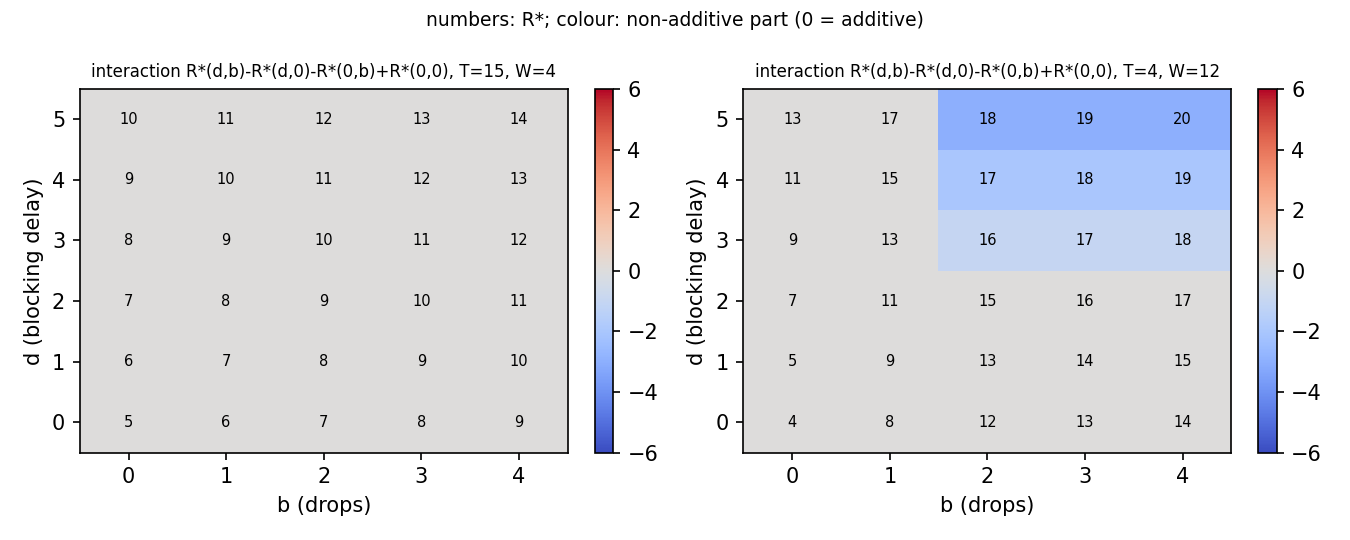 numbers: R*; colour: non-additive part (0 = additive)
interaction R*(d,b)-R*(d,0)-R*(0,b)+R*(0,0), T=15, W=4
d (blocking delay)
5 10 11 12 13 14
4 9 10 11 12 13
3 8 9 10 11 12
2 7 8 9 10 11
1 6 7 8 9 10
0 5 6 7 8 9
0 1 2 3 4
b (drops)
6
4
2
0
−2
−4
−6
interaction R*(d,b)-R*(d,0)-R*(0,b)+R*(0,0), T=4, W=12
d (blocking delay)
5 13 17 18 19 20
4 11 15 17 18 19
3 9 13 16 17 18
2 7 11 15 16 17
1 5 9 13 14 15
0 4 8 12 13 14
0 1 2 3 4
b (drops)
6
4
2
0
−2
−4
−6